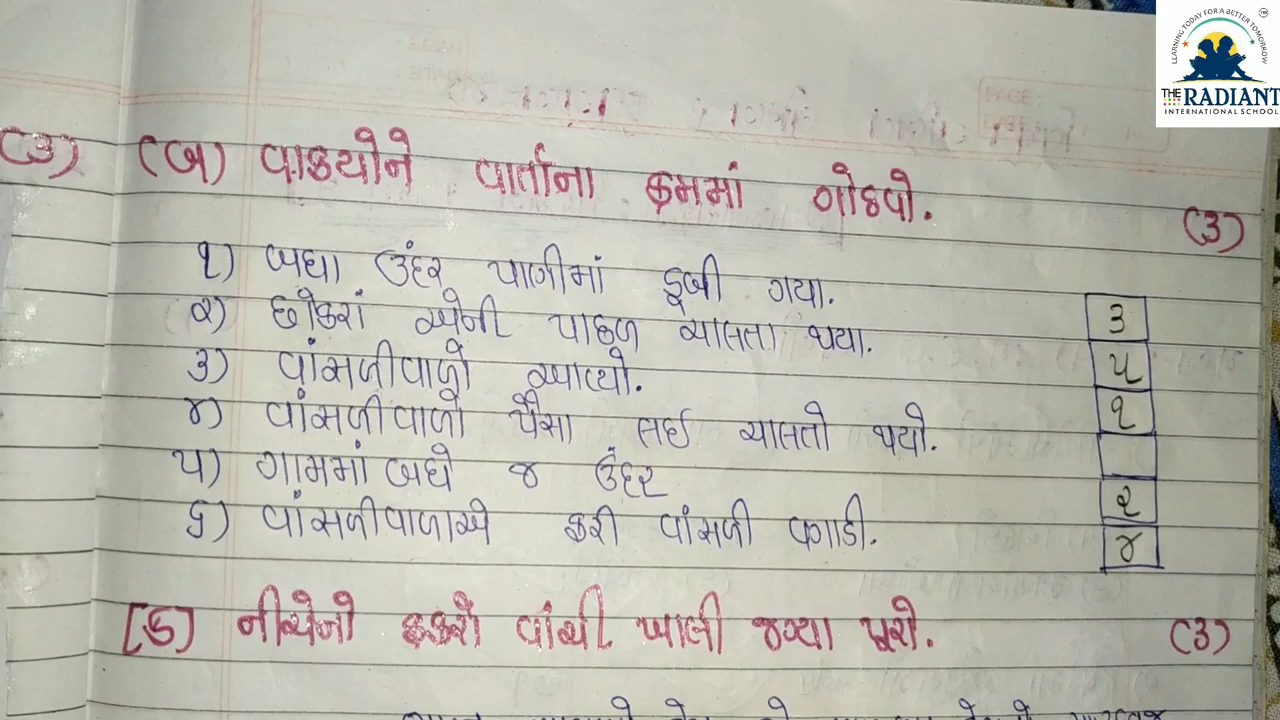 LEARNING TODAY FOR A BETTER TOMORROW
THE RADIANT
INTERNATIONAL SCHOOL
PAGE:
(૩) (બ) વાક્યોને વાર્તાના ક્રમમાં ગોઠવો. (૩)
૧) બધા ઉંદર પાણીમાં ડૂબી ગયા. ૩
૨) છોકરાં એની પાછળ ચાલતા થયા. ૫
૩) વાંસળીવાળો આવ્યો. ૧
૪) વાંસળીવાળો પૈસા લઈ ચાલતો થયો.
૫) ગામમાં બધે જ ઉંદર ૨
૬) વાંસળીવાળાએ ફરી વાંસળી વગાડી. ૪
[ક] નીચેનો ફકરો વાંચી ખાલી જગ્યા પૂરો. (૩)